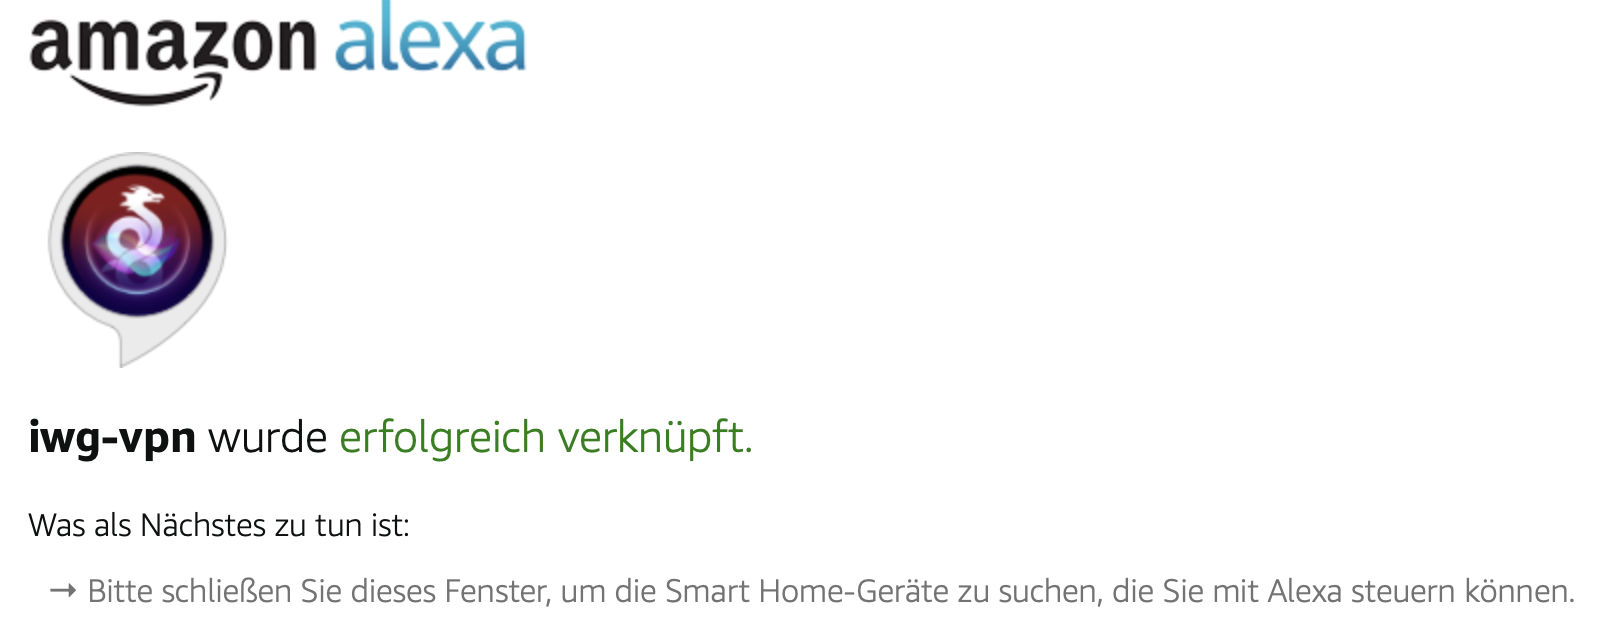 amazon alexa
iwg-vpn wurde erfolgreich verknüpft.
Was als Nächstes zu tun ist:
→ Bitte schließen Sie dieses Fenster, um die Smart Home-Geräte zu suchen, die Sie mit Alexa steuern können.